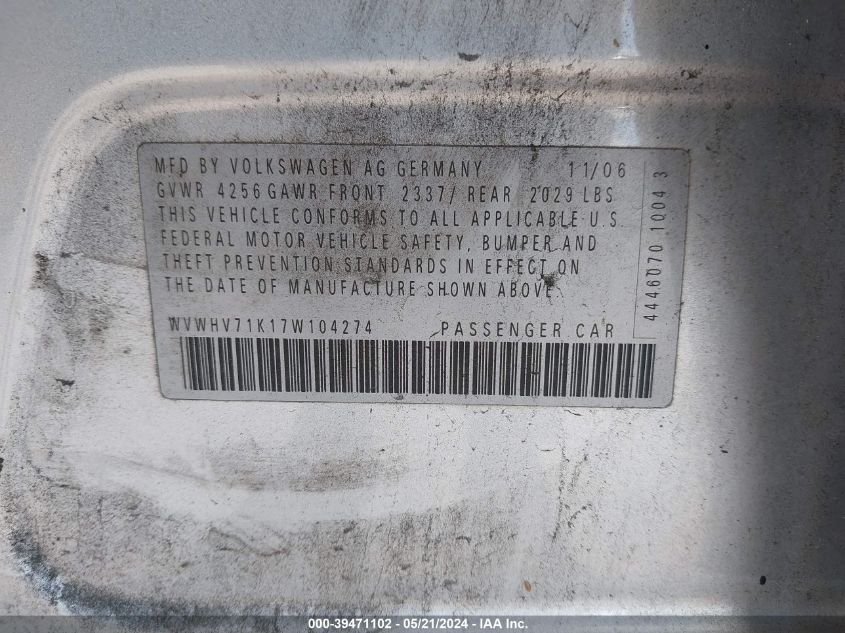 MFD BY VOLKSWAGEN AG GERMANY 11/06
GVWR 4256 GAWR FRONT 2337/ REAR 2029 LBS
THIS VEHICLE CONFORMS TO ALL APPLICABLE U.S.
FEDERAL MOTOR VEHICLE SAFETY, BUMPER AND
THEFT PREVENTION STANDARDS IN EFFECT ON
THE DATE OF MANUFACTURE SHOWN ABOVE.
WVWHV71K17W104274 PASSENGER CAR
4446070 1004 3
000-39471102 - 05/21/2024 - IAA Inc.